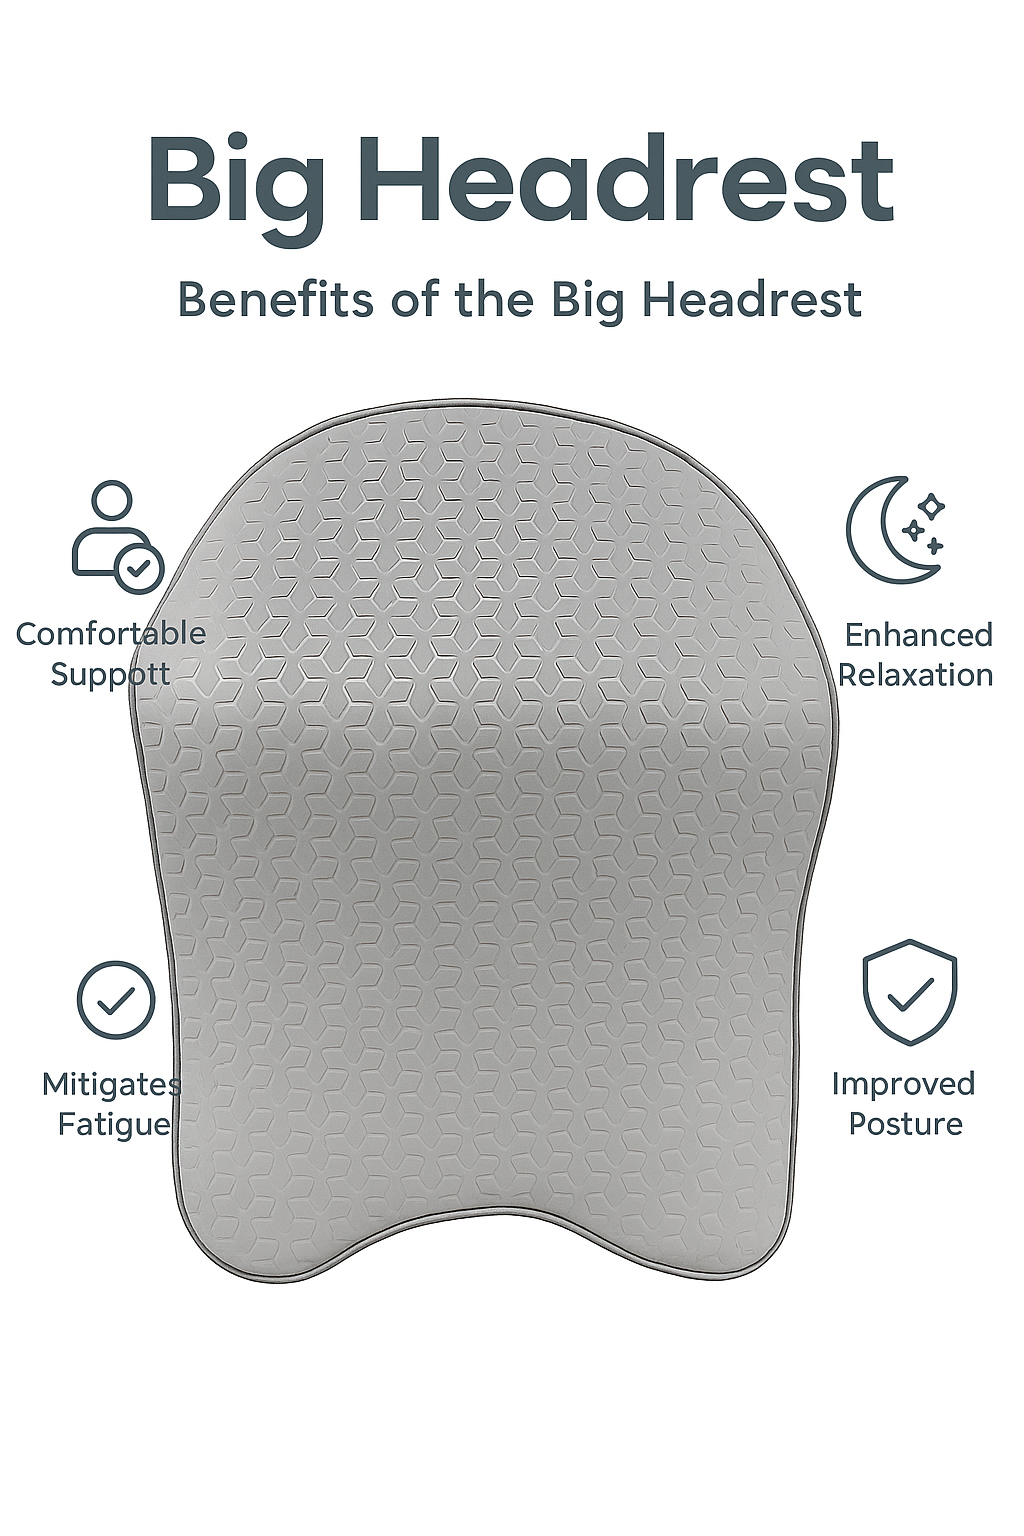 Big Headrest
Benefits of the Big Headrest
Comfortable
Suppott
Enhanced
Relaxation
Mitigates
Fatigue
Improved
Posture